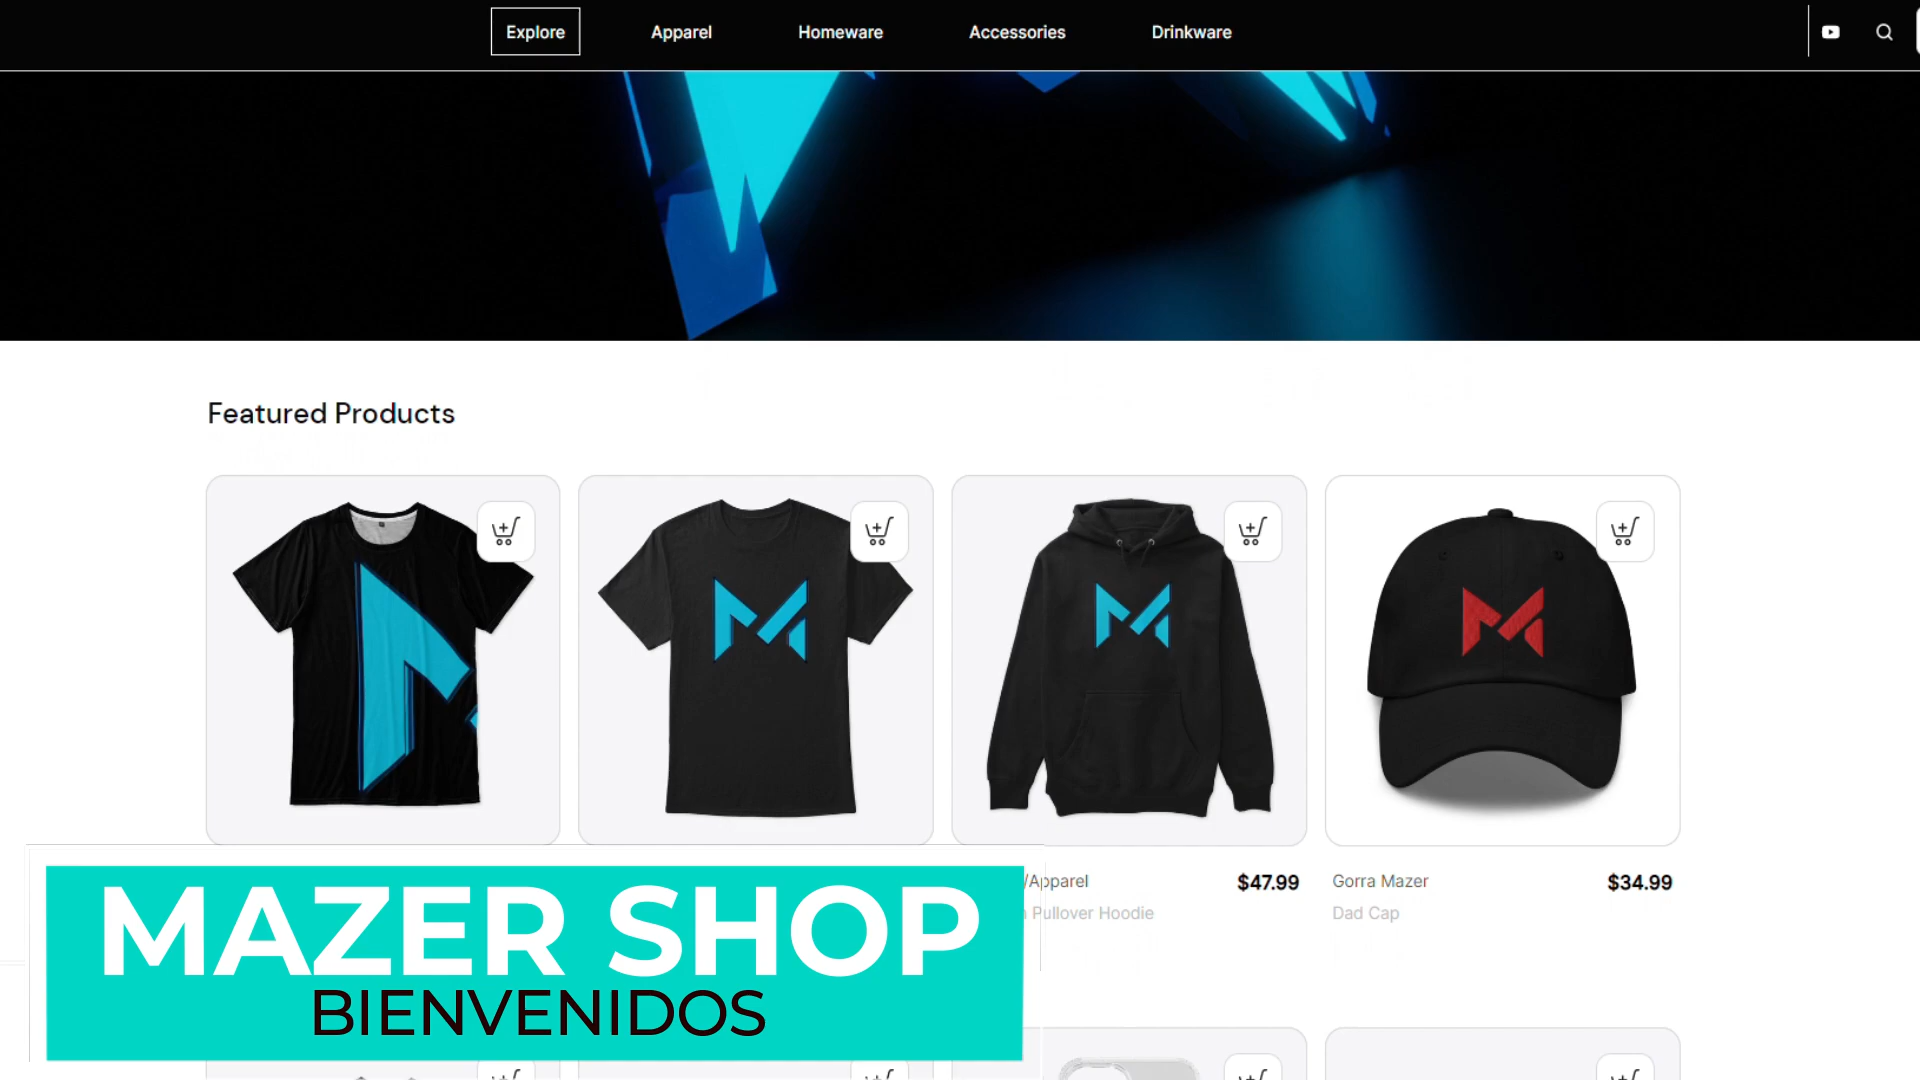 Explore
Apparel
Homeware
Accessories
Drinkware
Featured Products
/Apparel
$47.99
Gorra Mazer
$34.99
Pullover Hoodie
Dad Cap
MAZER SHOP
BIENVENIDOS